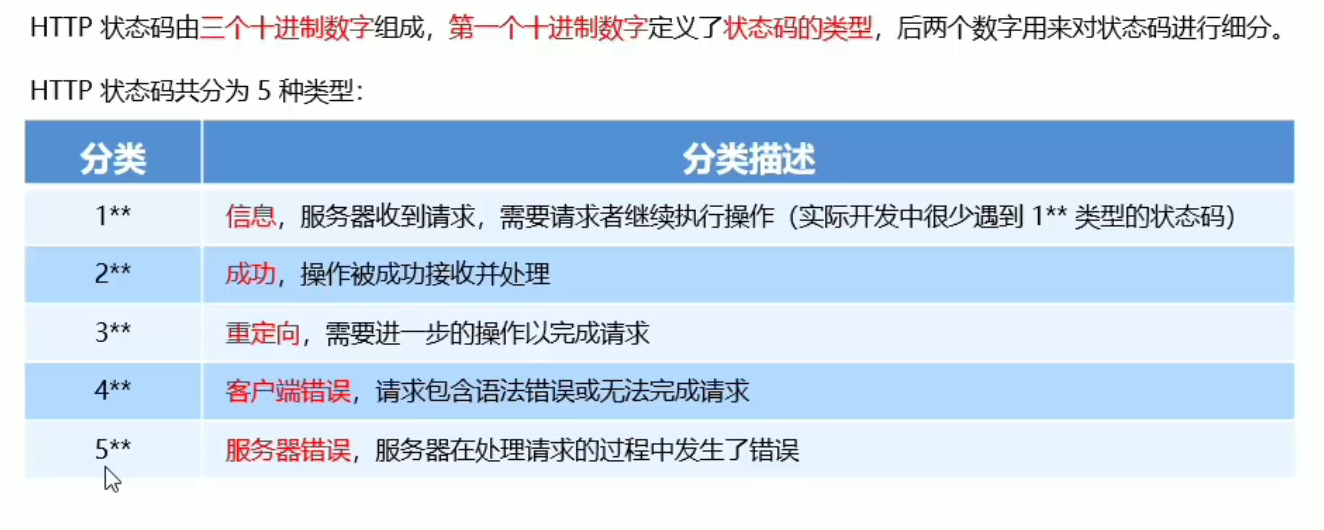 HTTP 状态码由三个十进制数字组成，第一个十进制数字定义了状态码的类型，后两个数字用来对状态码进行细分。
HTTP 状态码共分为 5 种类型：
分类 分类描述
1** 信息，服务器收到请求，需要请求者继续执行操作（实际开发中很少遇到 1** 类型的状态码）
2** 成功，操作被成功接收并处理
3** 重定向，需要进一步的操作以完成请求
4** 客户端错误，请求包含语法错误或无法完成请求
5** 服务器错误，服务器在处理请求的过程中发生了错误